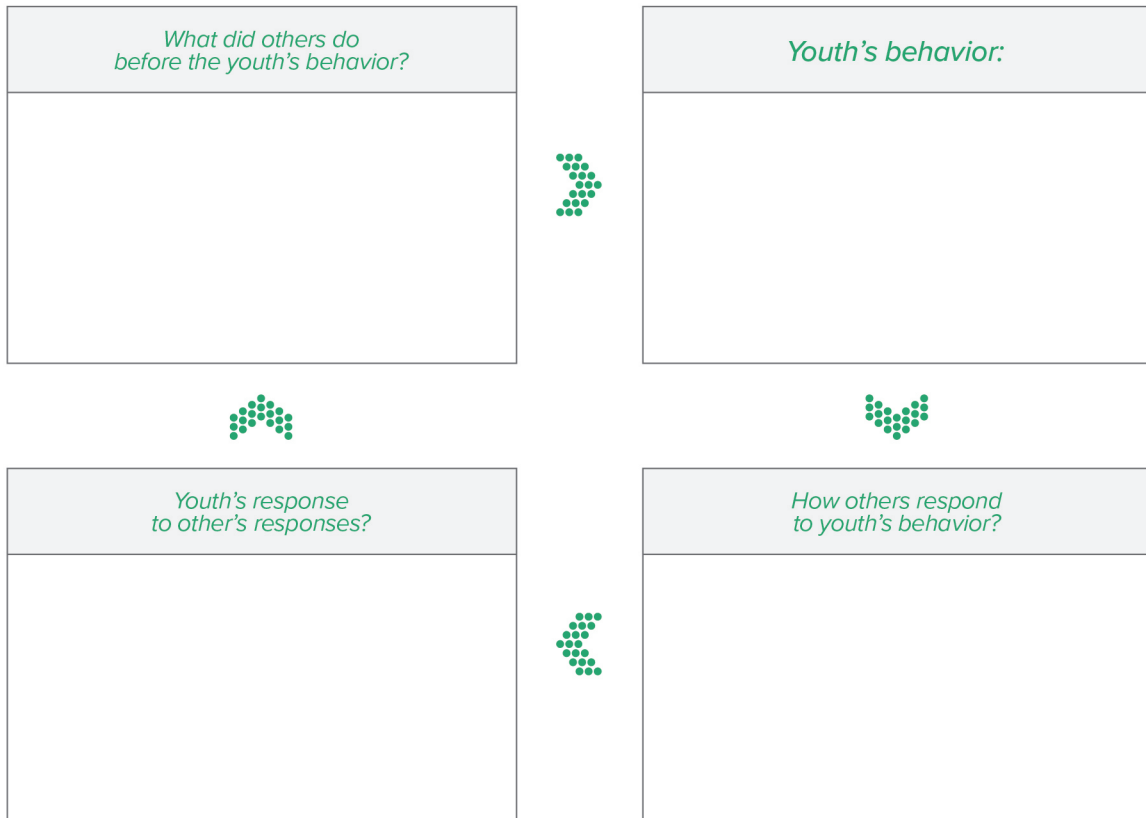 What did others do
before the youth's behavior?
Youth's behavior:
Youth's response
to other's responses?
How others respond
to youth's behavior?